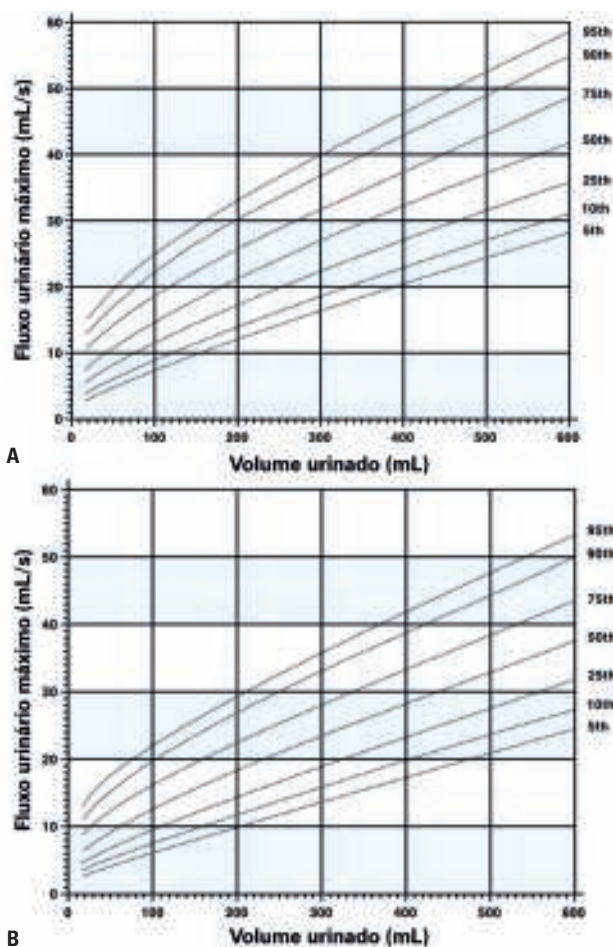 60
95th
90th
50
75th
40
50th
25th
30
10th
5th
20
10
0
Fluxo urinário máximo (mL/s)
0 100 200 300 400 500 600
A
Volume urinado (mL)
60
95th
50
90th
75th
40
50th
25th
30
10th
5th
20
10
0
Fluxo urinário máximo (mL/s)
0 100 200 300 400 500 600
B
Volume urinado (mL)